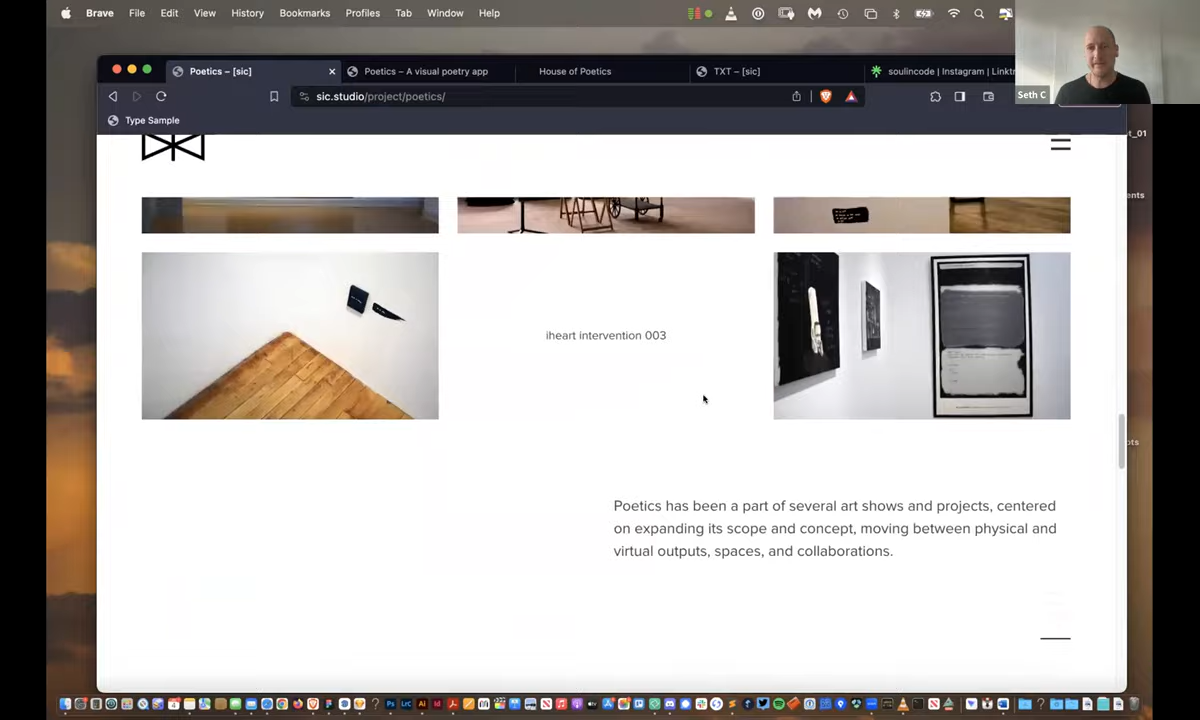 Brave File Edit View History Bookmarks Profiles Tab Window Help
Poetics – [sic]
Poetics – A visual poetry app
House of Poetics
TXT – [sic]
soulincode | Instagram | Linktr
sic.studio/project/poetics/
Type Sample
Seth C
t_01
ents
iheart intervention 003
ots
Poetics has been a part of several art shows and projects, centered
on expanding its scope and concept, moving between physical and
virtual outputs, spaces, and collaborations.